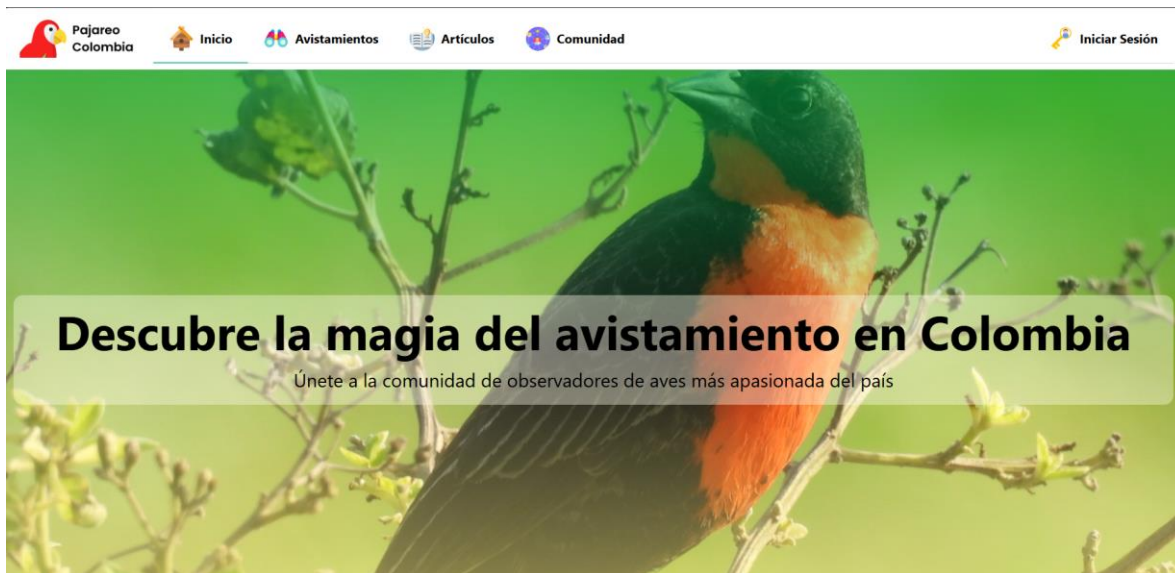 Pajareo
Colombia
Inicio
Avistamientos
Artículos
Comunidad
Iniciar Sesión
Descubre la magia del avistamiento en Colombia
Únete a la comunidad de observadores de aves más apasionada del país